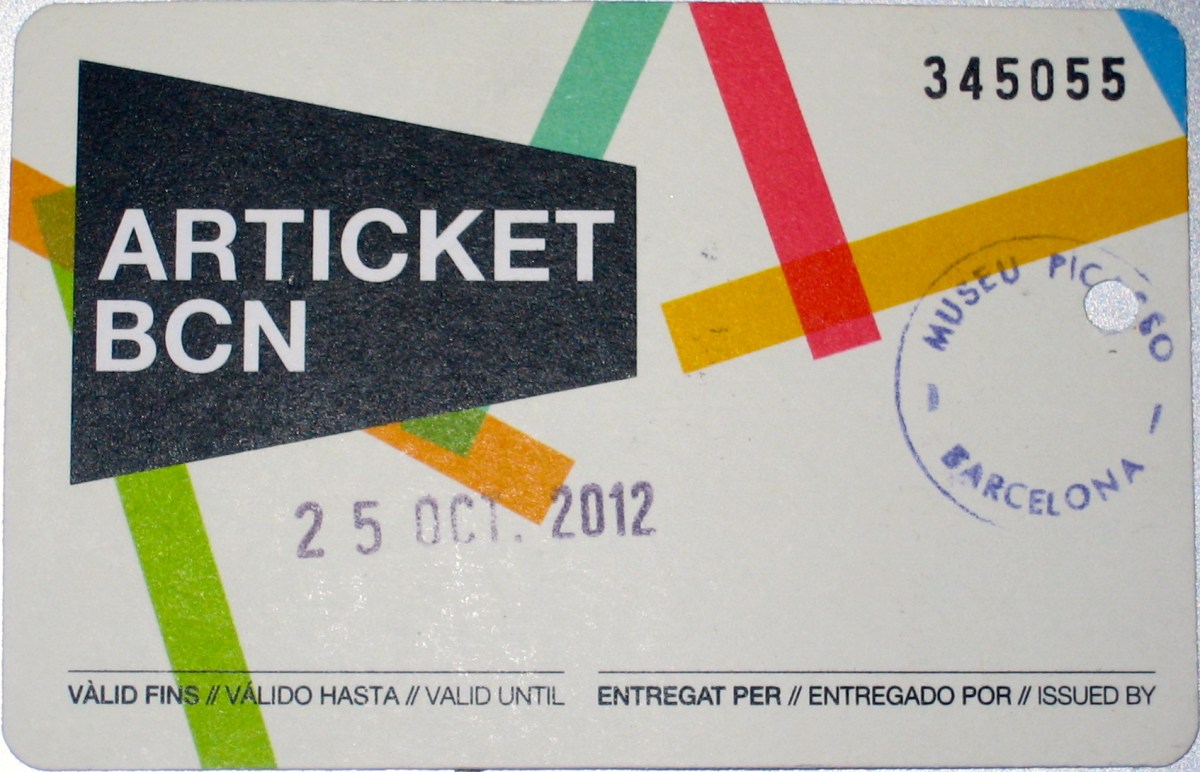 345055
ARTICKET
BCN
MUSEU PICASSO
BARCELONA
25 OCT. 2012
VÀLID FINS // VÁLIDO HASTA // VALID UNTIL
ENTREGAT PER // ENTREGADO POR // ISSUED BY